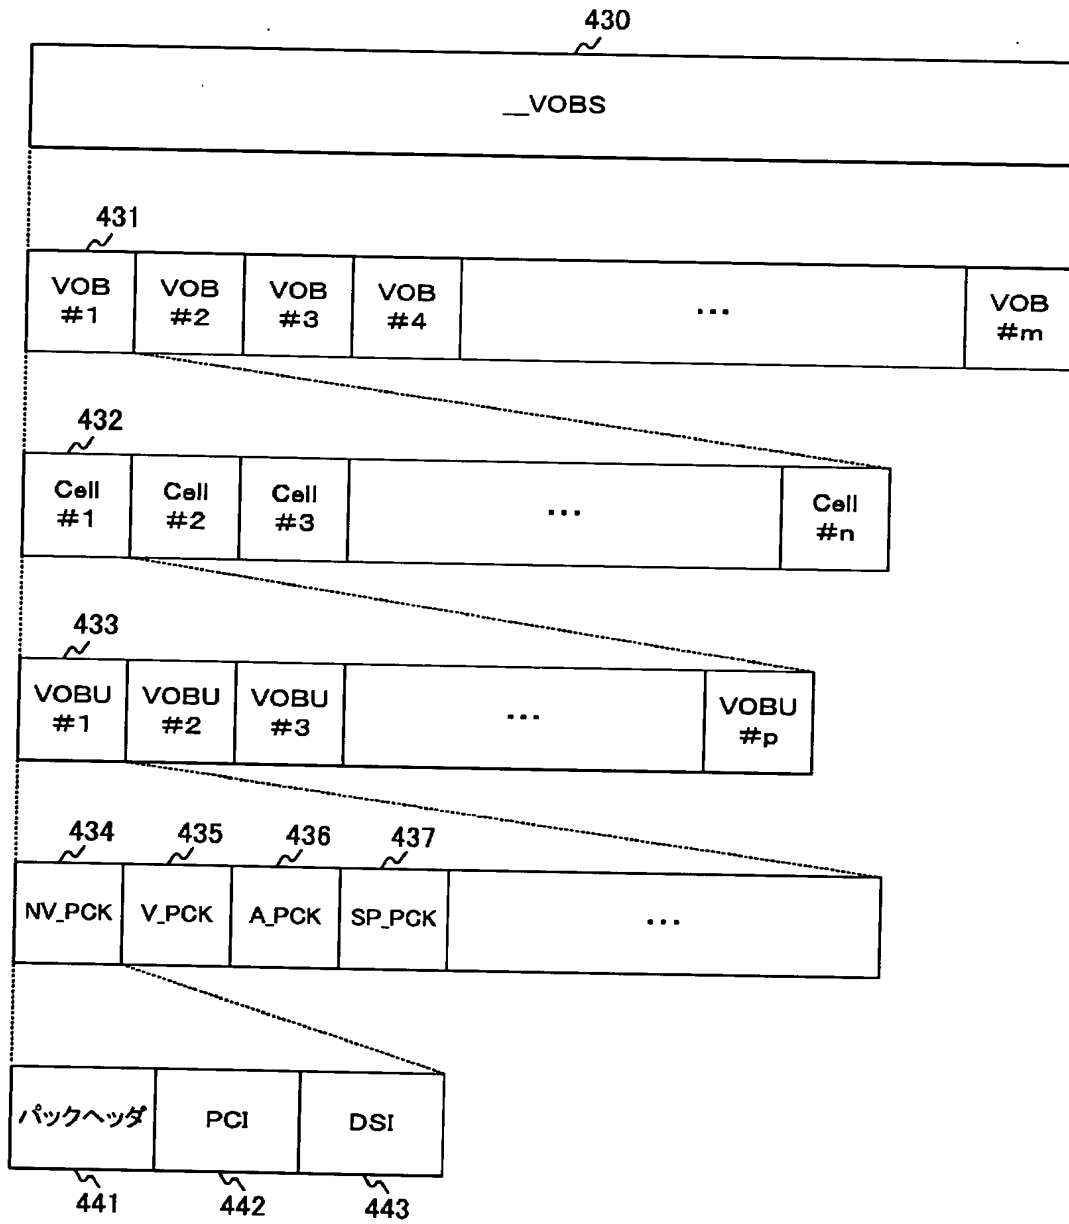 430
__VOBS
431
VOB #1
VOB #2
VOB #3
VOB #4
...
VOB #m
432
Cell #1
Cell #2
Cell #3
...
Cell #n
433
VOBU #1
VOBU #2
VOBU #3
...
VOBU #p
434
435
436
437
NV_PCK
V_PCK
A_PCK
SP_PCK
...
パックヘッダ
PCI
DSI
441
442
443